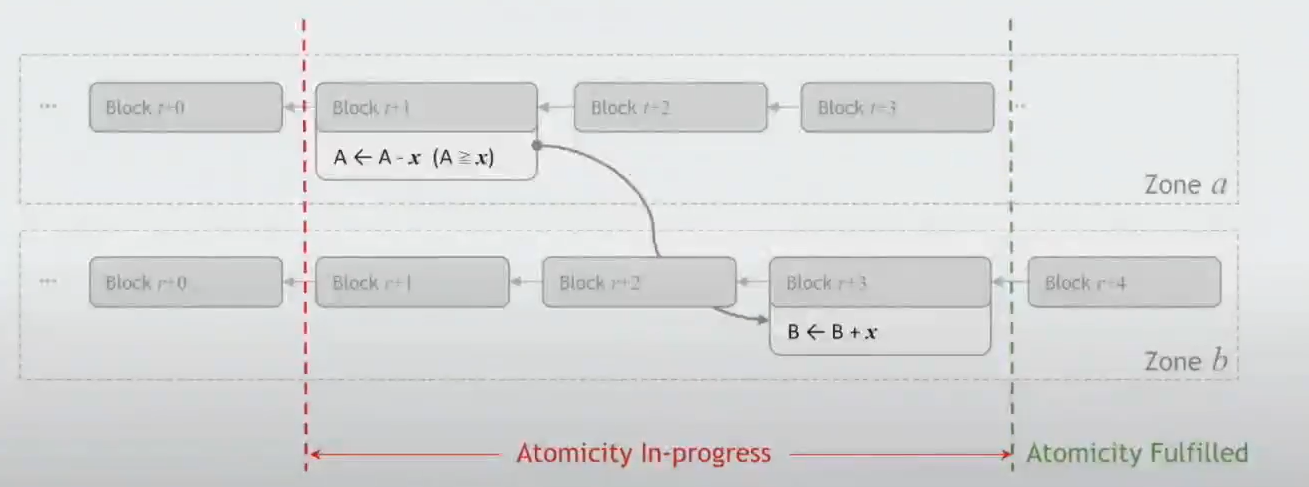 ... Block r+0 Block r+1 Block r+2 Block r+3 ...
A ← A - x (A ≧ x)
Zone a
... Block r+0 Block r+1 Block r+2 Block r+3 Block r+4
B ← B + x
Zone b
Atomicity In-progress Atomicity Fulfilled